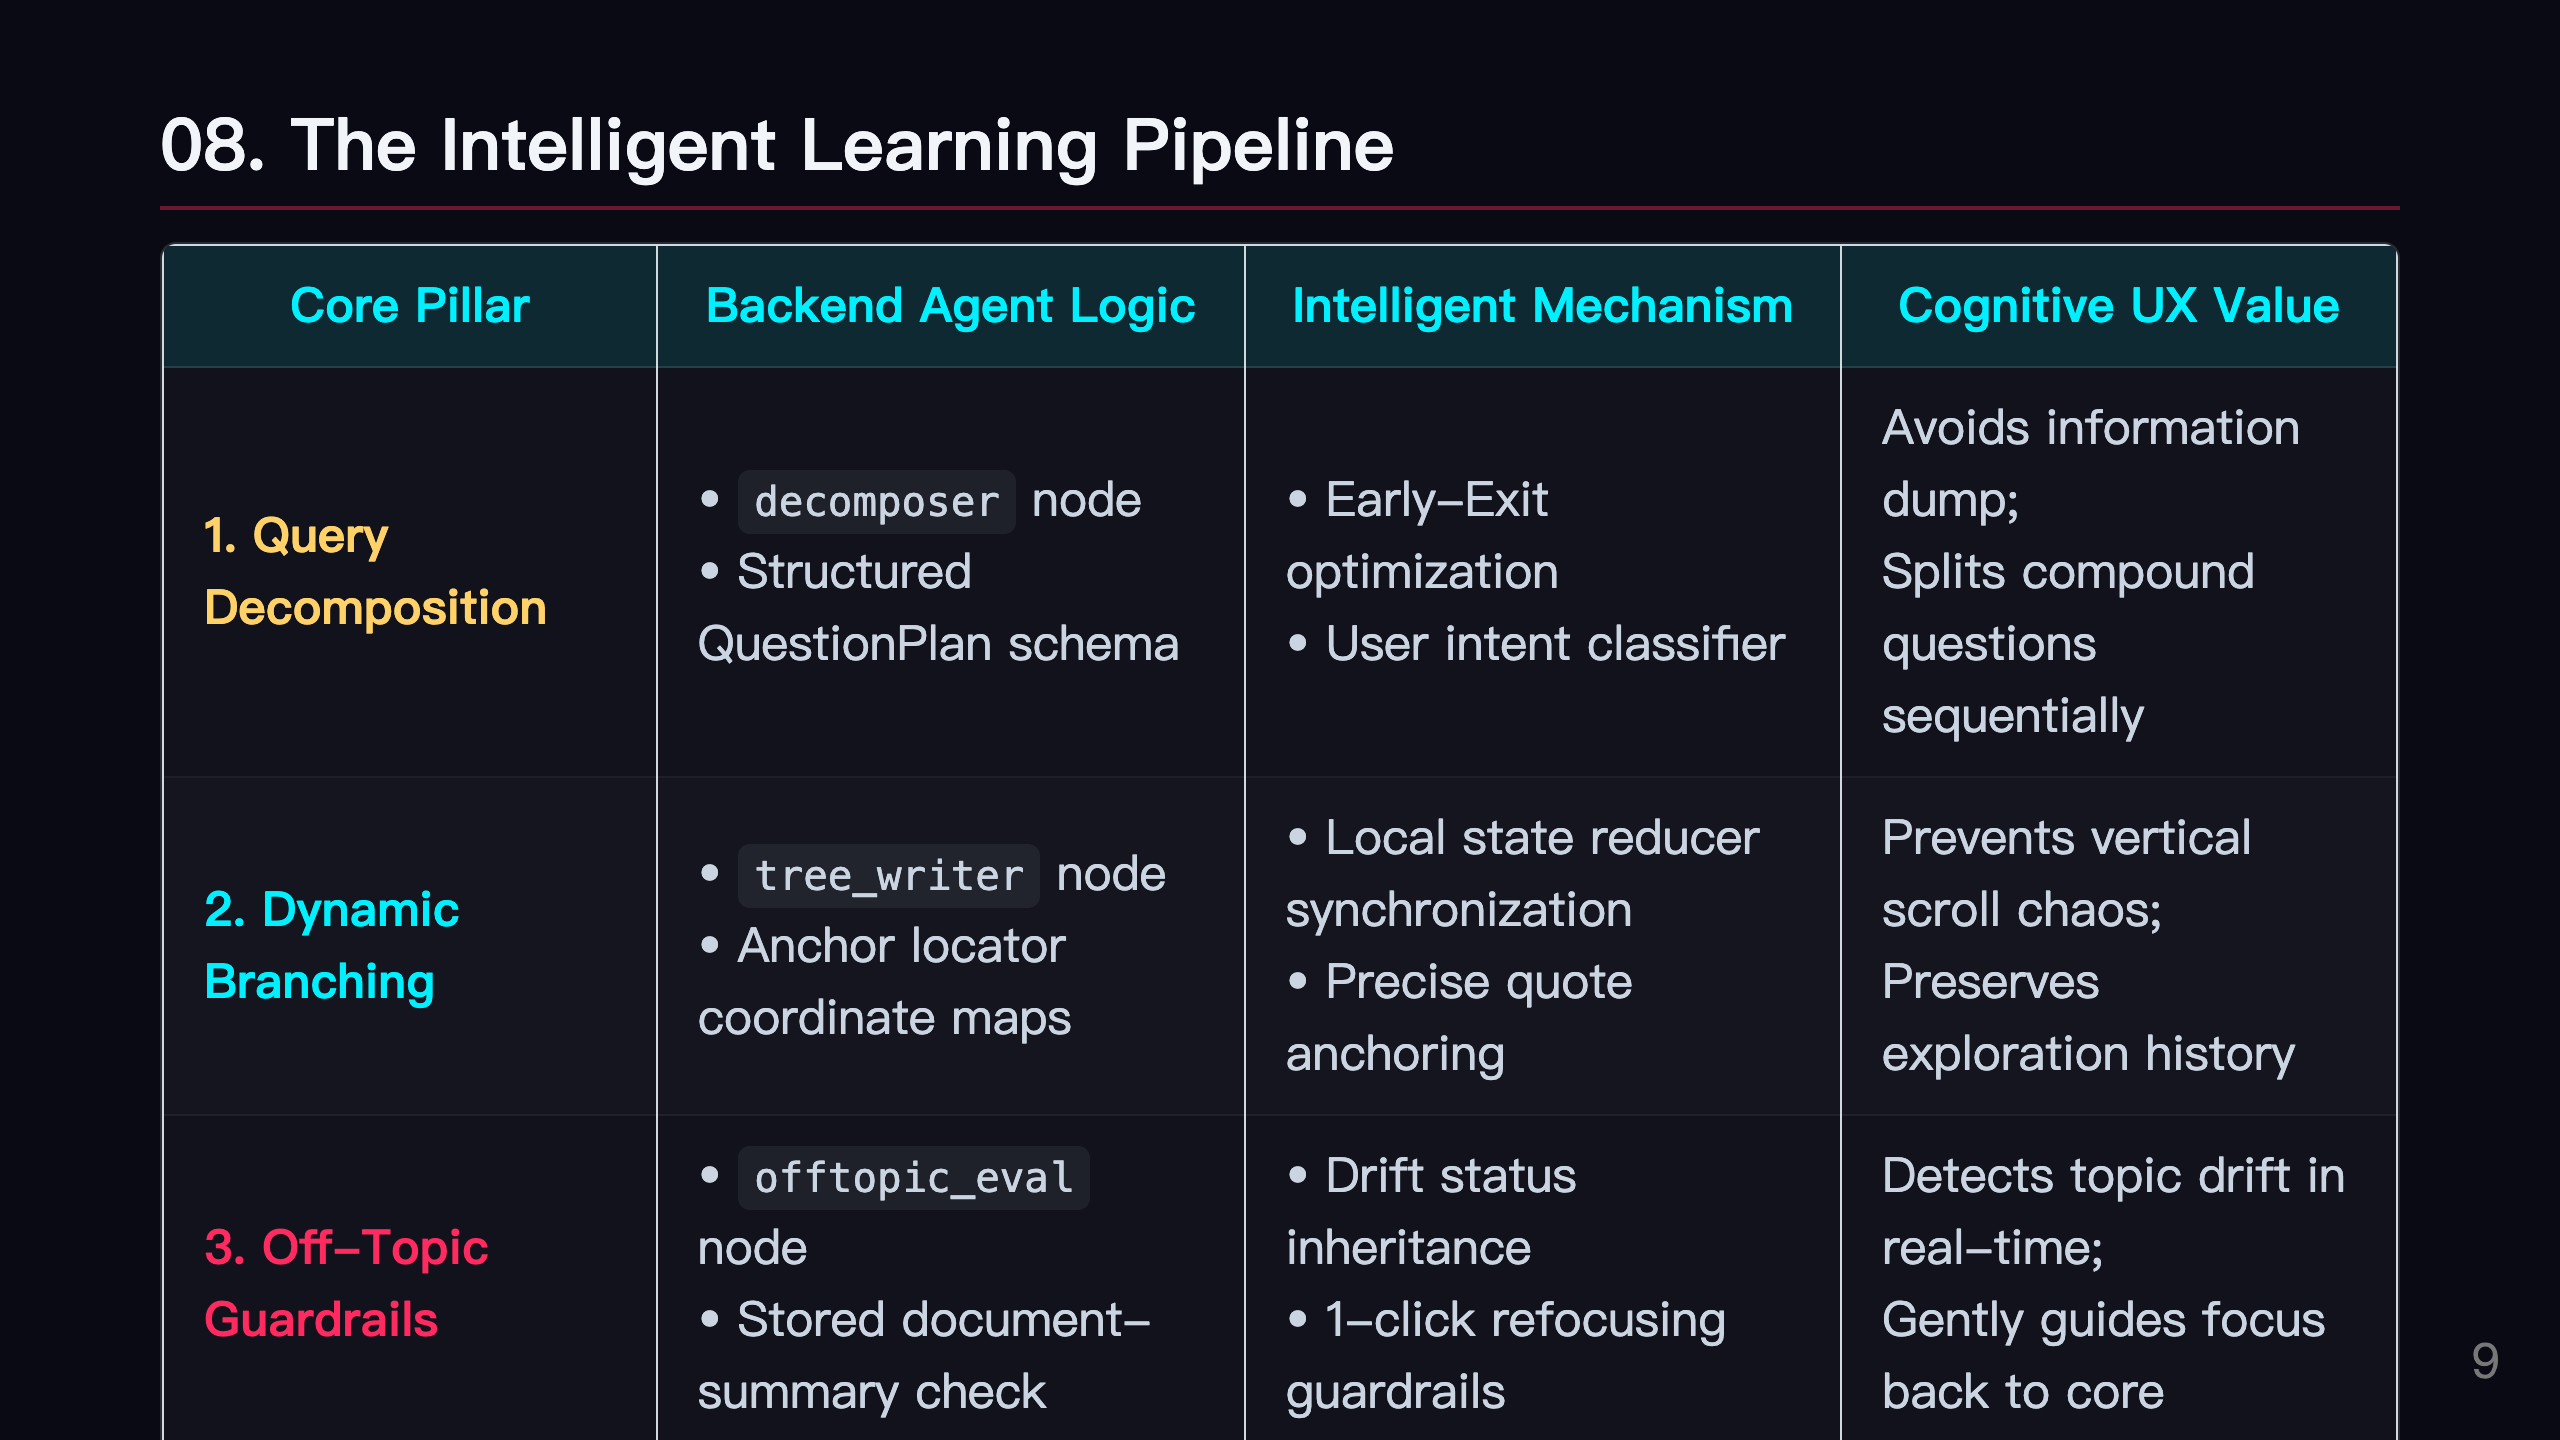 08. The Intelligent Learning Pipeline
Core Pillar
Backend Agent Logic
Intelligent Mechanism
Cognitive UX Value
1. Query
Decomposition
• decomposer node
• Structured
QuestionPlan schema
• Early-Exit
optimization
• User intent classifier
Avoids information
dump;
Splits compound
questions
sequentially
2. Dynamic
Branching
• tree_writer node
• Anchor locator
coordinate maps
• Local state reducer
synchronization
• Precise quote
anchoring
Prevents vertical
scroll chaos;
Preserves
exploration history
3. Off-Topic
Guardrails
• offtopic_eval
node
• Stored document-
summary check
• Drift status
inheritance
• 1-click refocusing
guardrails
Detects topic drift in
real-time;
Gently guides focus
back to core
9